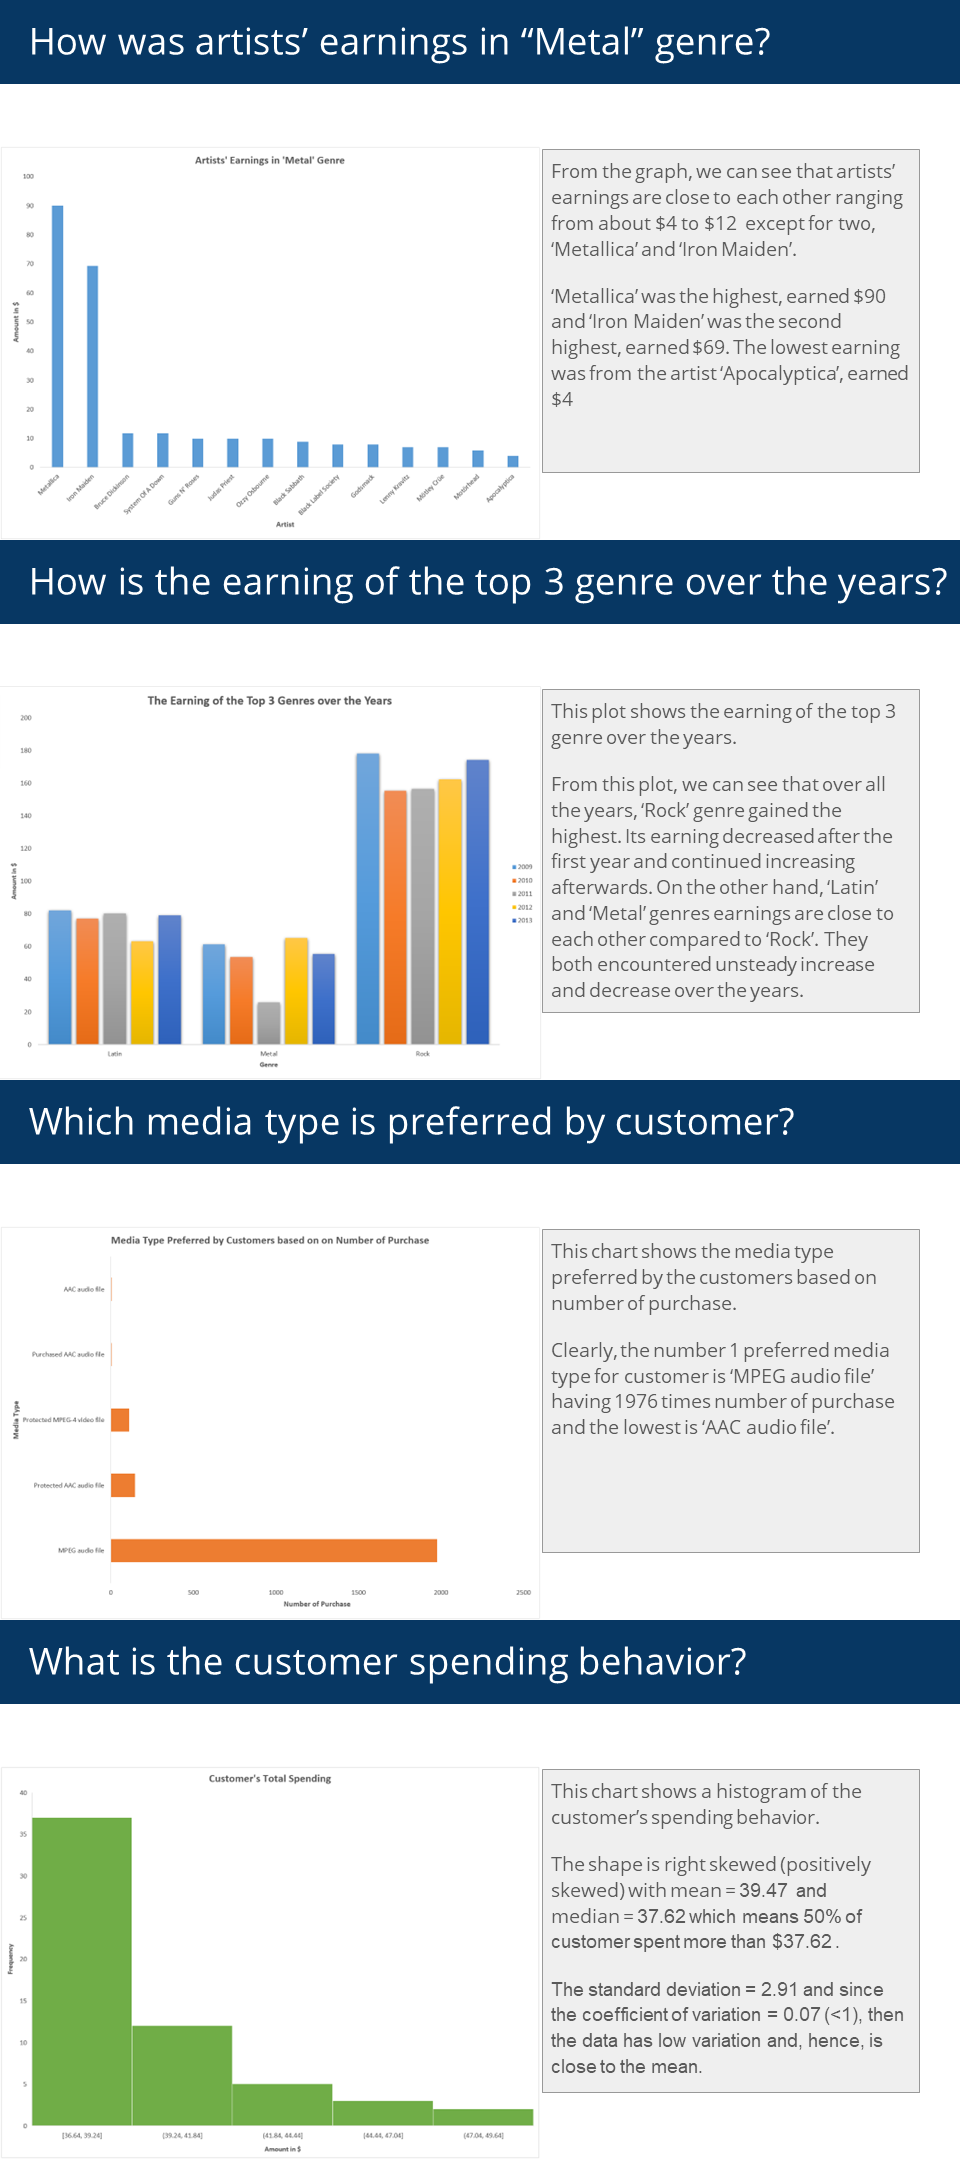 How was artists’ earnings in “Metal” genre?
Artists' Earnings in 'Metal' Genre
100
90
80
70
60
50
40
30
20
10
0
Amount in $
Metallica
Iron Maiden
Bruce Dickinson
System Of A Down
Guns N' Roses
Judas Priest
Ozzy Osbourne
Black Sabbath
Black Label Society
Godsmack
Lenny Kravitz
Mötley Crüe
Motörhead
Apocalyptica
Artist
From the graph, we can see that artists’
earnings are close to each other ranging
from about $4 to $12 except for two,
‘Metallica’ and ‘Iron Maiden’.
‘Metallica’ was the highest, earned $90
and ‘Iron Maiden’ was the second
highest, earned $69. The lowest earning
was from the artist ‘Apocalyptica’, earned
$4
How is the earning of the top 3 genre over the years?
The Earning of the Top 3 Genres over the Years
200
180
160
140
120
100
80
60
40
20
0
Amount in $
Latin
Metal
Rock
Genre
2009
2010
2011
2012
2013
This plot shows the earning of the top 3
genre over the years.
From this plot, we can see that over all
the years, ‘Rock’ genre gained the
highest. Its earning decreased after the
first year and continued increasing
afterwards. On the other hand, ‘Latin’
and ‘Metal’ genres earnings are close to
each other compared to ‘Rock’. They
both encountered unsteady increase
and decrease over the years.
Which media type is preferred by customer?
Media Type Preferred by Customers based on on Number of Purchase
Media Type
AAC audio file
Purchased AAC audio file
Protected MPEG-4 video file
Protected AAC audio file
MPEG audio file
0
500
1000
1500
2000
2500
Number of Purchase
This chart shows the media type
preferred by the customers based on
number of purchase.
Clearly, the number 1 preferred media
type for customer is ‘MPEG audio file’
having 1976 times number of purchase
and the lowest is ‘AAC audio file’.
What is the customer spending behavior?
Customer's Total Spending
40
35
30
25
20
15
10
5
0
Frequency
[36.64, 39.24]
(39.24, 41.84]
(41.84, 44.44]
(44.44, 47.04]
(47.04, 49.64]
Amount in $
This chart shows a histogram of the
customer’s spending behavior.
The shape is right skewed (positively
skewed) with mean = 39.47 and
median = 37.62 which means 50% of
customer spent more than $37.62 .
The standard deviation = 2.91 and since
the coefficient of variation = 0.07 (<1), then
the data has low variation and, hence, is
close to the mean.